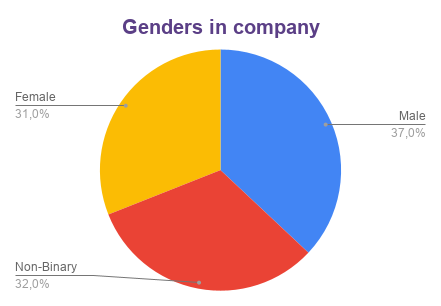 Genders in company
Female
31,0%
Male
37,0%
Non-Binary
32,0%